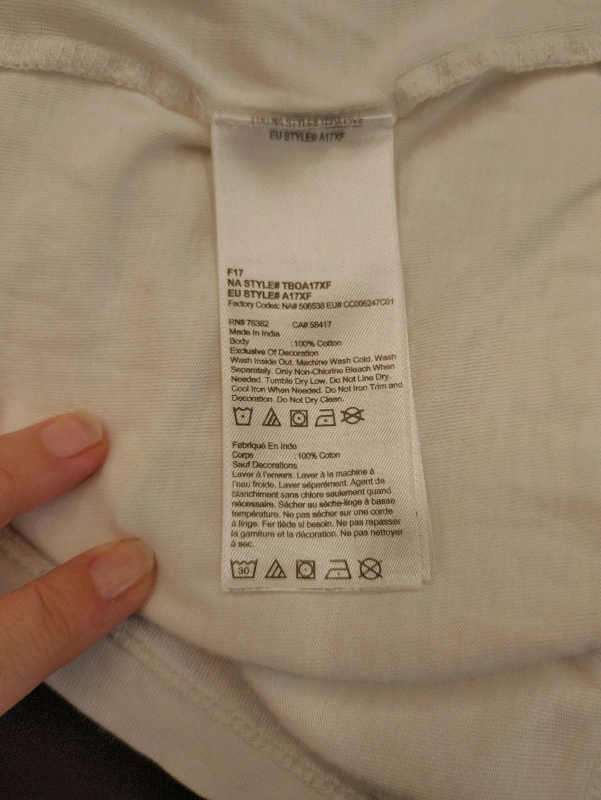 EU STYLE# A17XF
F17
NA STYLE# TBOA17XF
EU STYLE# A17XF
Factory Codes: NA# 506538 EU# CC006247C01
RN# 76362 CA# 58417
Made In India
Body :100% Cotton
Exclusive Of Decoration
Wash Inside Out. Machine Wash Cold. Wash
Separately. Only Non-Chlorine Bleach When
Needed. Tumble Dry Low. Do Not Line Dry.
Cool Iron When Needed. Do Not Iron Trim and
Decoration. Do Not Dry Clean.
Fabriqué En Inde
Corps :100% Coton
Sauf Decorations
Laver à l'envers. Laver à la machine à
l'eau froide. Laver séparément. Agent de
blanchiment sans chlore seulement quand
nécessaire. Sécher au sèche-linge à basse
température. Ne pas sécher sur une corde
à linge. Fer tiède si besoin. Ne pas repasser
la garniture et la décoration. Ne pas nettoyer
à sec.
30